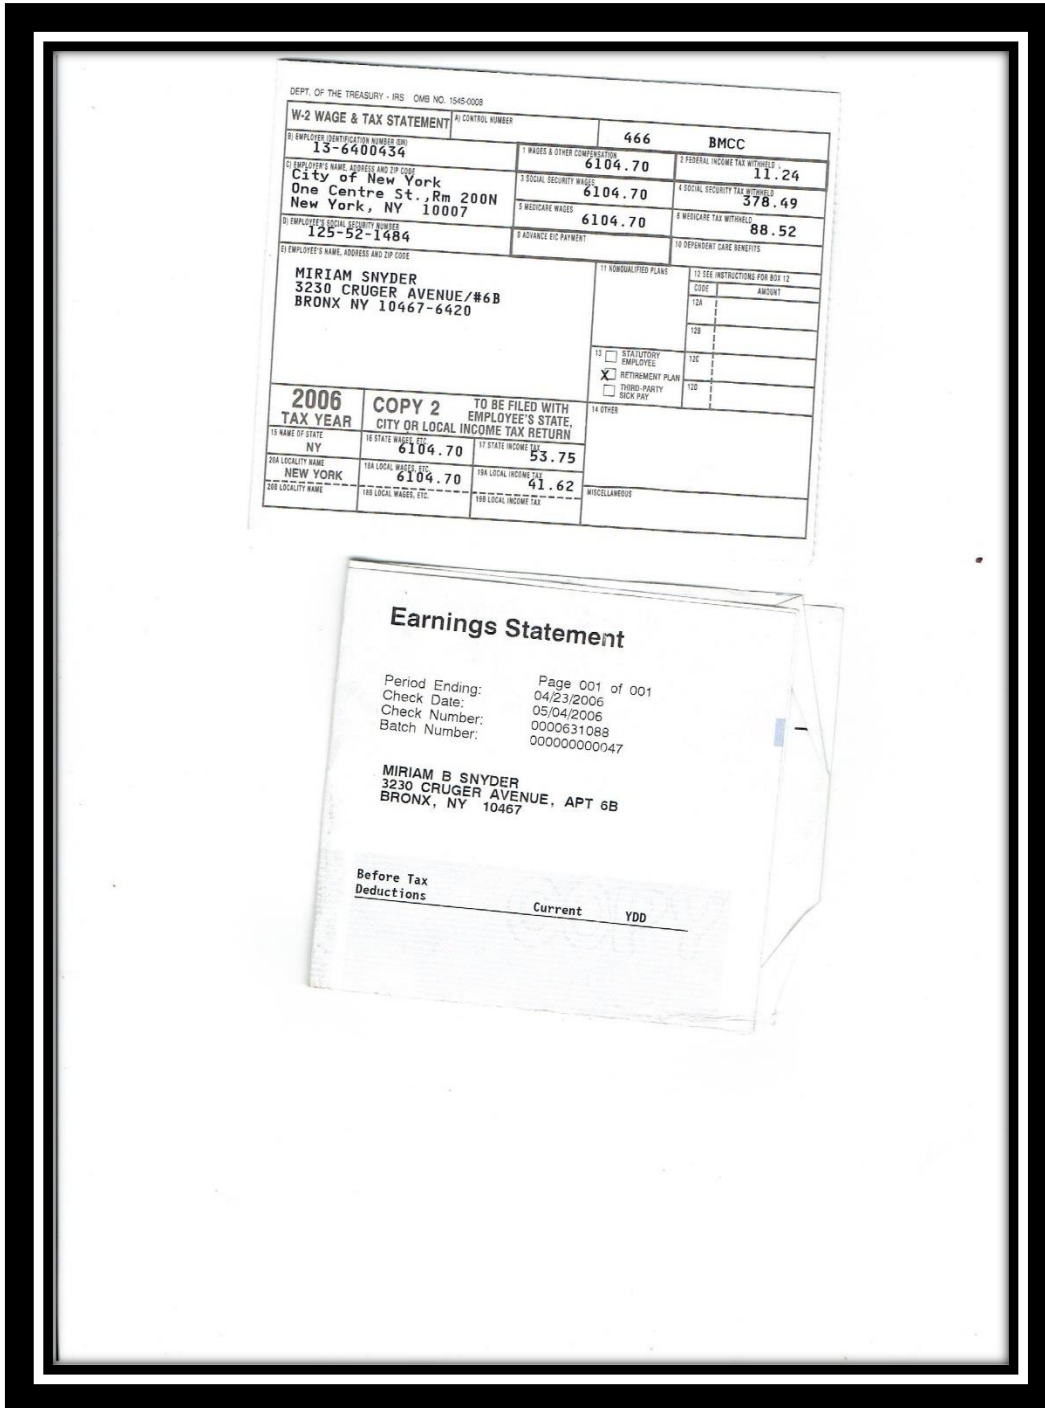 DEPT. OF THE TREASURY - IRS OMB NO. 1545-0008
W-2 WAGE & TAX STATEMENT
A) CONTROL NUMBER
466 BMCC
B) EMPLOYER IDENTIFICATION NUMBER (EIN)
13-6400434
1 WAGES & OTHER COMPENSATION
6104.70
2 FEDERAL INCOME TAX WITHHELD
11.24
C) EMPLOYER'S NAME, ADDRESS AND ZIP CODE
City of New York
One Centre St.,Rm 200N
New York, NY 10007
3 SOCIAL SECURITY WAGES
6104.70
4 SOCIAL SECURITY TAX WITHHELD
378.49
5 MEDICARE WAGES
6104.70
6 MEDICARE TAX WITHHELD
88.52
D) EMPLOYEE'S SOCIAL SECURITY NUMBER
125-52-1484
9 ADVANCE EIC PAYMENT
10 DEPENDENT CARE BENEFITS
E) EMPLOYEE'S NAME, ADDRESS AND ZIP CODE
MIRIAM SNYDER
3230 CRUGER AVENUE/#6B
BRONX NY 10467-6420
11 NONQUALIFIED PLANS
12 SEE INSTRUCTIONS FOR BOX 12
CODE AMOUNT
12A
12B
12C
12D
13 STATUTORY EMPLOYEE
X RETIREMENT PLAN
THIRD-PARTY SICK PAY
2006 TAX YEAR
COPY 2 TO BE FILED WITH
EMPLOYEE'S STATE,
CITY OR LOCAL INCOME TAX RETURN
14 OTHER
15 NAME OF STATE
NY
16 STATE WAGES, ETC.
6104.70
17 STATE INCOME TAX
53.75
20A LOCALITY NAME
NEW YORK
18A LOCAL WAGES, ETC.
6104.70
19A LOCAL INCOME TAX
41.62
20B LOCALITY NAME
18B LOCAL WAGES, ETC.
19B LOCAL INCOME TAX
MISCELLANEOUS
Earnings Statement
Page 001 of 001
Period Ending: 04/23/2006
Check Date: 05/04/2006
Check Number: 0000631088
Batch Number: 000000000047
MIRIAM B SNYDER
3230 CRUGER AVENUE, APT 6B
BRONX, NY 10467
Before Tax
Deductions Current YDD